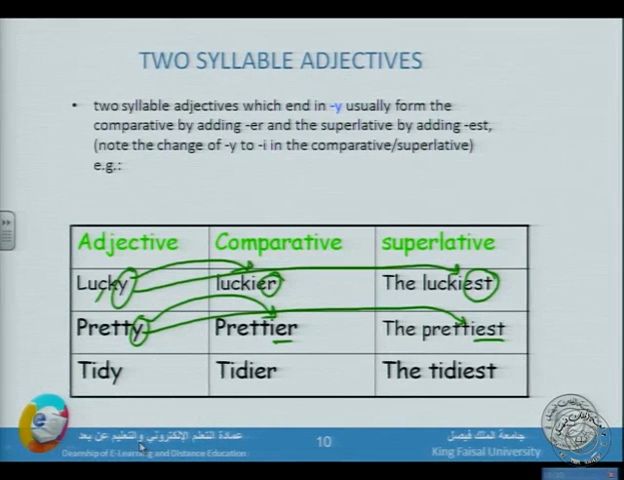 TWO SYLLABLE ADJECTIVES
• two syllable adjectives which end in -y usually form the
comparative by adding -er and the superlative by adding -est,
(note the change of -y to -i in the comparative/superlative)
e.g.:
Adjective Comparative superlative
Lucky luckier The luckiest
Pretty Prettier The prettiest
Tidy Tidier The tidiest
عمادة التعلم الإلكتروني والتعليم عن بعد 10 جامعة الملك فيصل
Deanship of E-Learning and Distance Education King Faisal University